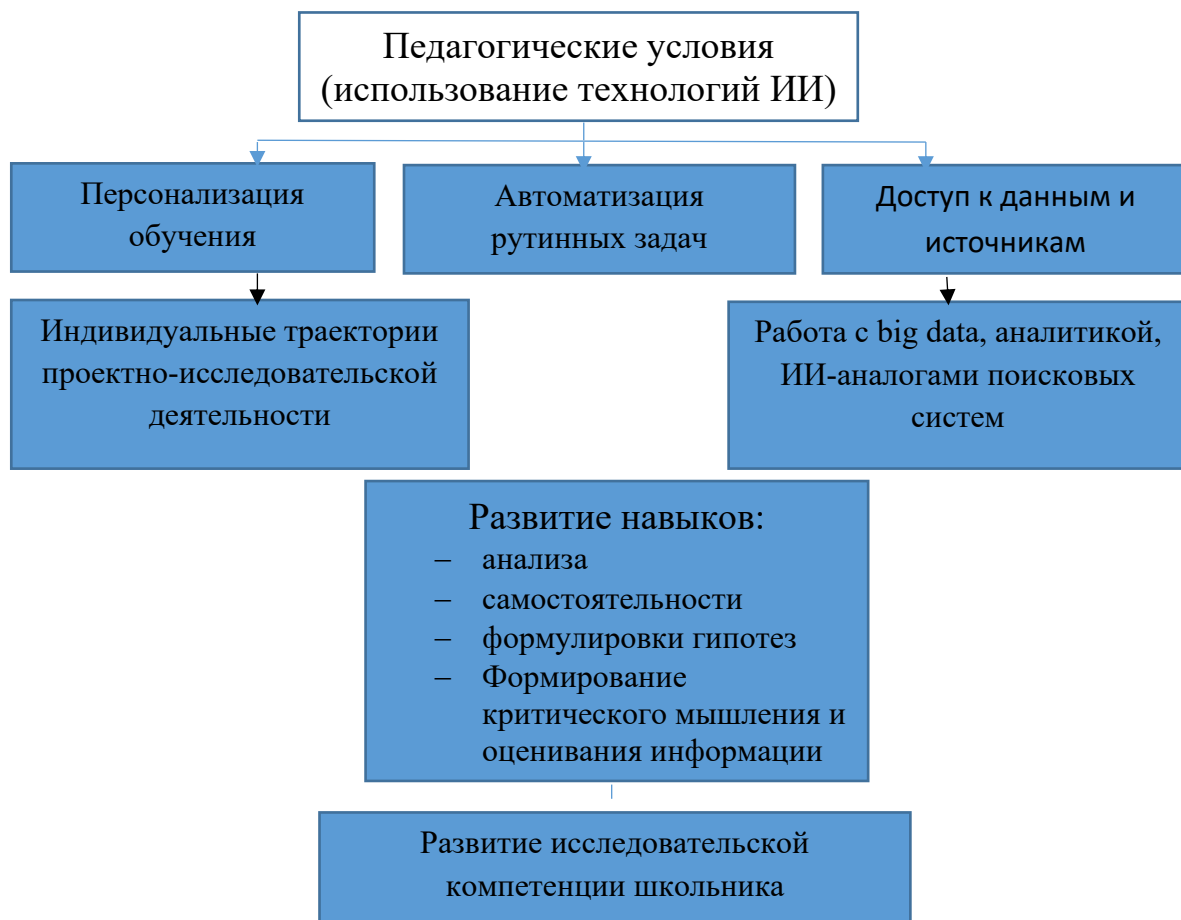 Педагогические условия
(использование технологий ИИ)
Персонализация
обучения
Автоматизация
рутинных задач
Доступ к данным и
источникам
Индивидуальные траектории
проектно-исследовательской
деятельности
Работа с big data, аналитикой,
ИИ-аналогами поисковых
систем
Развитие навыков:
– анализа
– самостоятельности
– формулировки гипотез
– Формирование
критического мышления и
оценивания информации
Развитие исследовательской
компетенции школьника